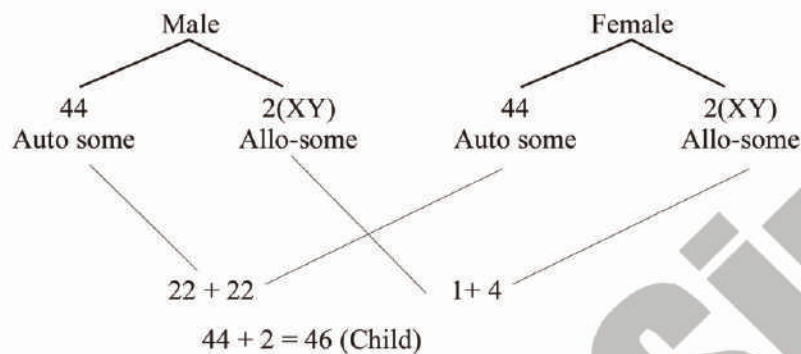 Male Female
44 2(XY) 44 2(XY)
Auto some Allo-some Auto some Allo-some
22 + 22 1+ 4
44 + 2 = 46 (Child)